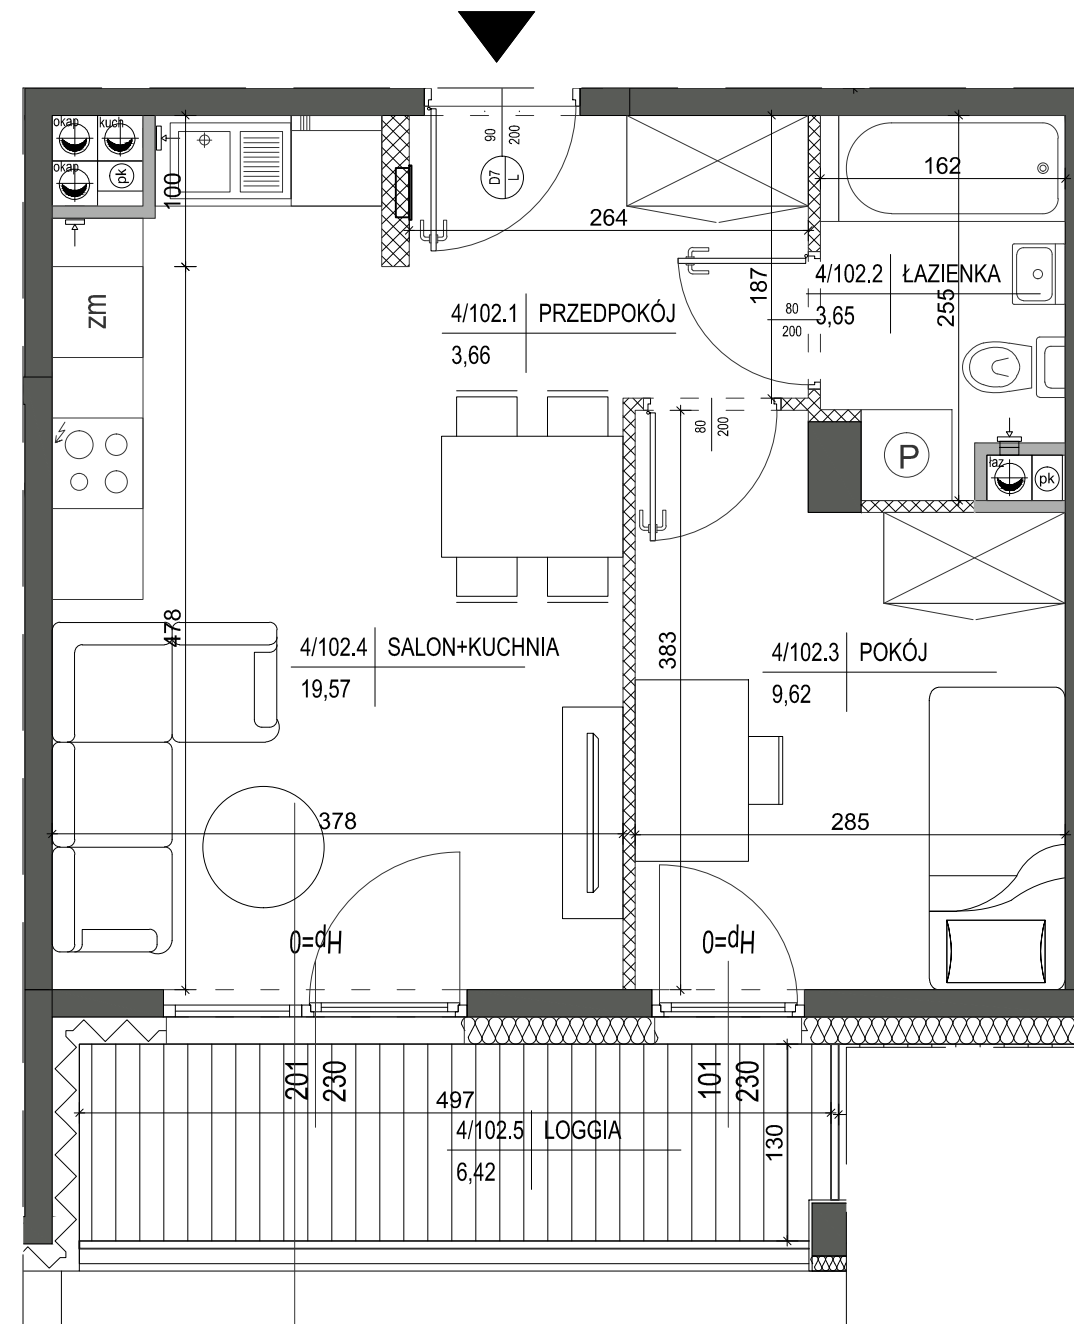 okap
kuch
okap
pk
100
90
200
D7
L
264
162
zm
4/102.1 PRZEDPOKÓJ
3,66
187
4/102.2 ŁAZIENKA
3,65
255
80
200
80
200
P
łaz
pk
478
4/102.4 SALON+KUCHNIA
19,57
383
4/102.3 POKÓJ
9,62
378
285
Hp=0
Hp=0
201
230
101
230
497
4/102.5 LOGGIA
6,42
130